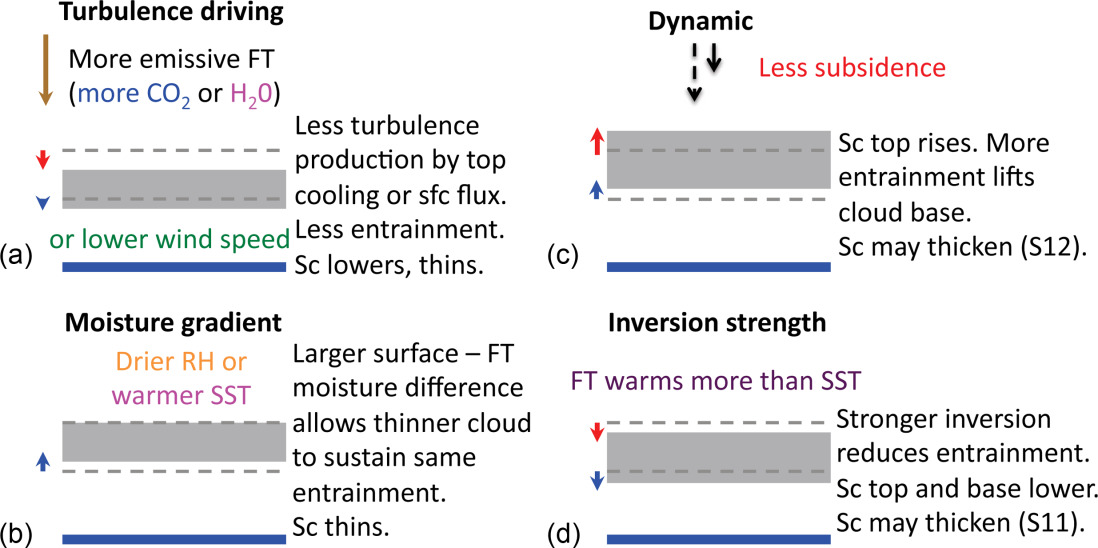 Turbulence driving
More emissive FT
(more CO2 or H20)
Less turbulence
production by top
cooling or sfc flux.
Less entrainment.
Sc lowers, thins.
or lower wind speed
(a)
Moisture gradient
Drier RH or
warmer SST
Larger surface – FT
moisture difference
allows thinner cloud
to sustain same
entrainment.
Sc thins.
(b)
Dynamic
Less subsidence
Sc top rises. More
entrainment lifts
cloud base.
Sc may thicken (S12).
(c)
Inversion strength
FT warms more than SST
Stronger inversion
reduces entrainment.
Sc top and base lower.
Sc may thicken (S11).
(d)